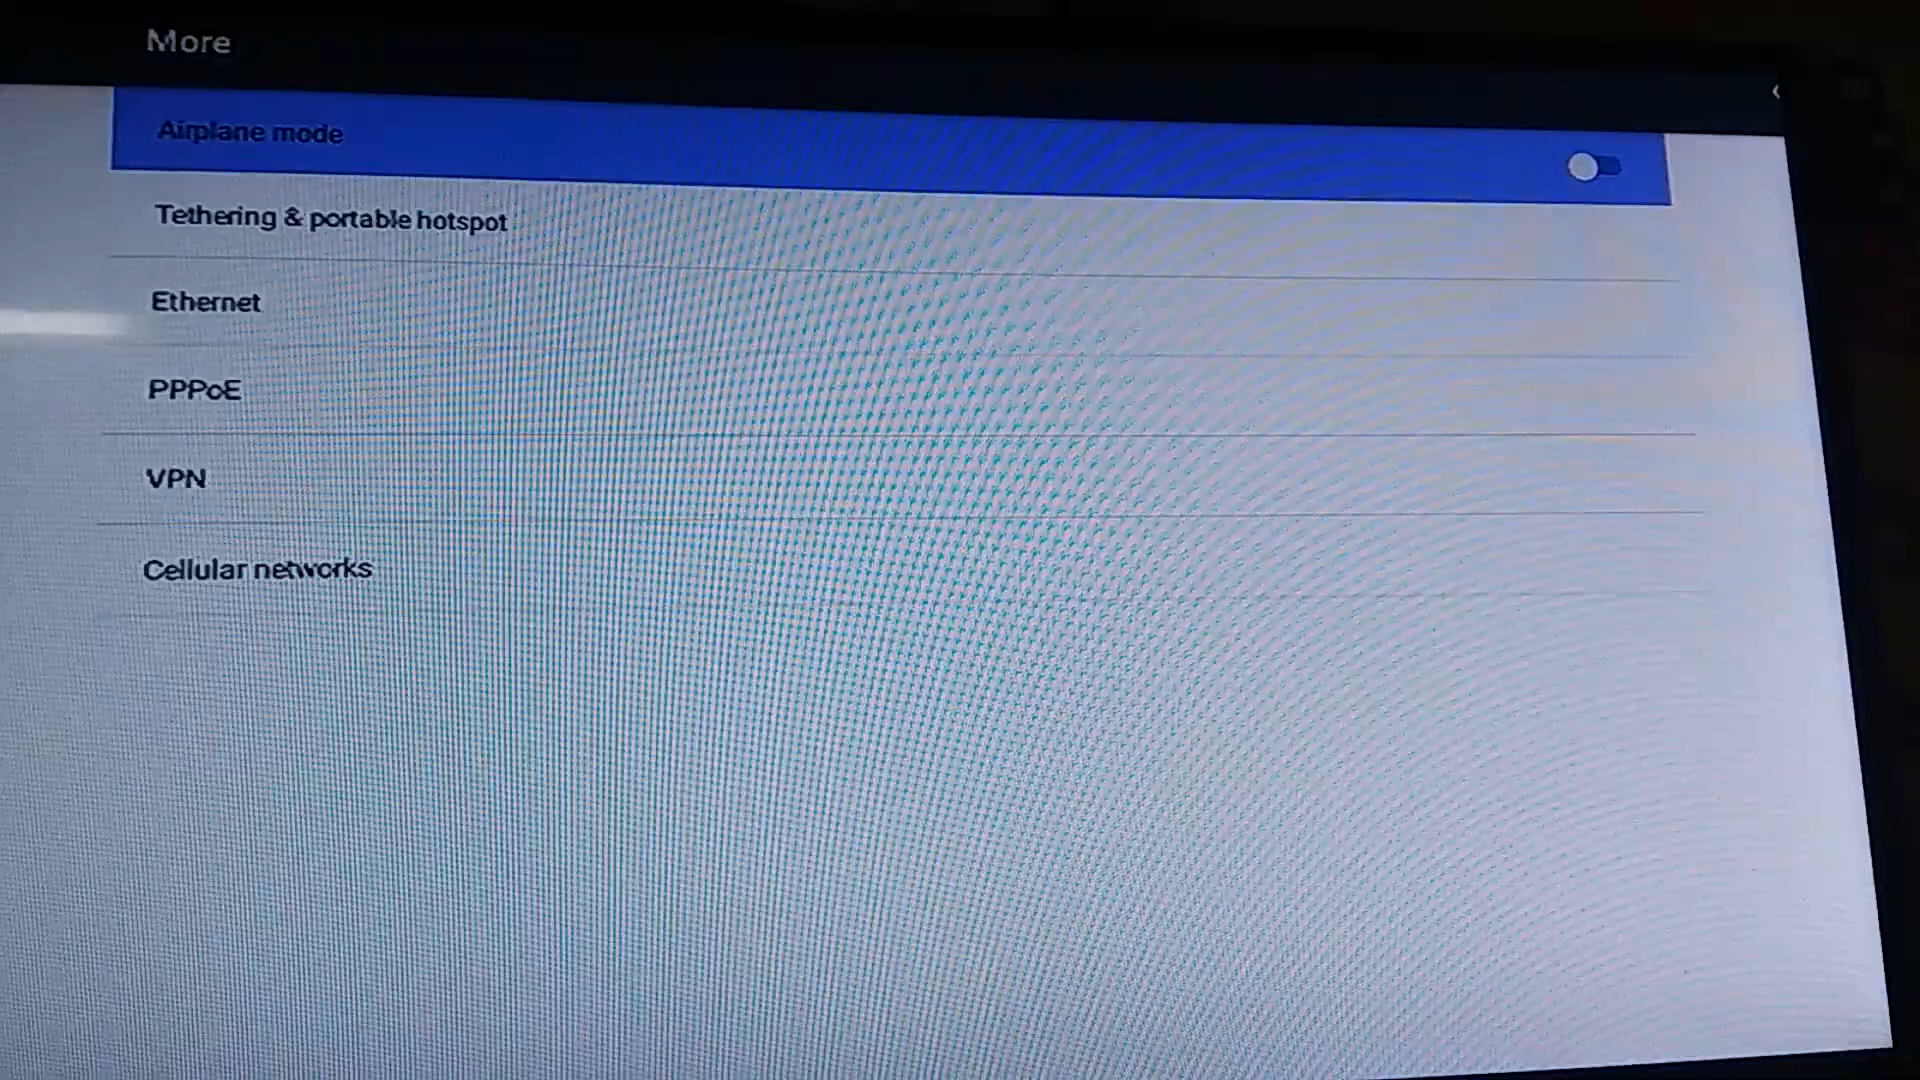 More
Airplane mode
Tethering & portable hotspot
Ethernet
PPPoE
VPN
Cellular networks